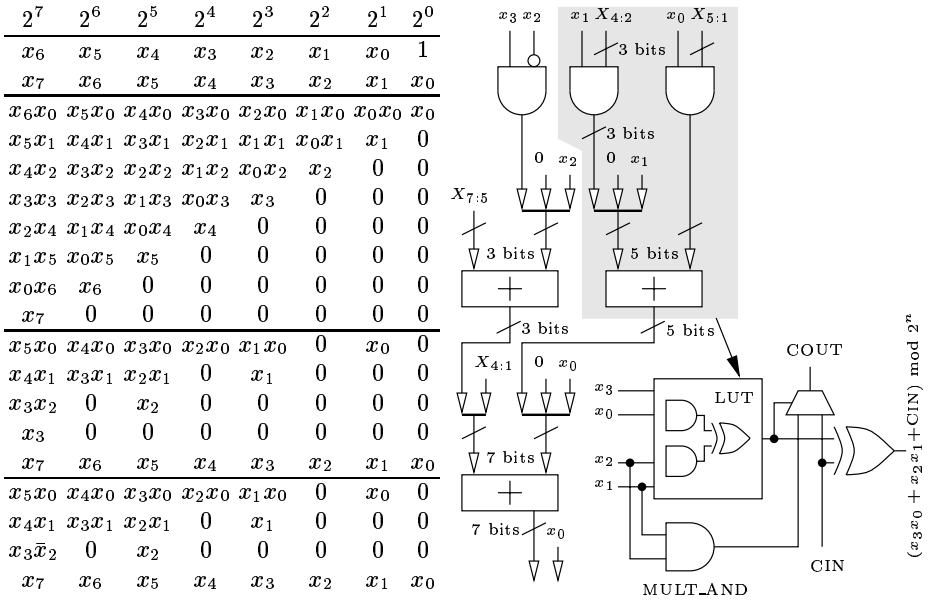 2^7 2^6 2^5 2^4 2^3 2^2 2^1 2^0
x_6 x_5 x_4 x_3 x_2 x_1 x_0 1
x_7 x_6 x_5 x_4 x_3 x_2 x_1 x_0
x_6x_0 x_5x_0 x_4x_0 x_3x_0 x_2x_0 x_1x_0 x_0x_0 x_0
x_5x_1 x_4x_1 x_3x_1 x_2x_1 x_1x_1 x_0x_1 x_1 0
x_4x_2 x_3x_2 x_2x_2 x_1x_2 x_0x_2 x_2 0 0
x_3x_3 x_2x_3 x_1x_3 x_0x_3 x_3 0 0 0
x_2x_4 x_1x_4 x_0x_4 x_4 0 0 0 0
x_1x_5 x_0x_5 x_5 0 0 0 0 0
x_0x_6 x_6 0 0 0 0 0 0
x_7 0 0 0 0 0 0 0
x_5x_0 x_4x_0 x_3x_0 x_2x_0 x_1x_0 0 x_0 0
x_4x_1 x_3x_1 x_2x_1 0 x_1 0 0 0
x_3x_2 0 x_2 0 0 0 0 0
x_3 0 0 0 0 0 0 0
x_7 x_6 x_5 x_4 x_3 x_2 x_1 x_0
x_5x_0 x_4x_0 x_3x_0 x_2x_0 x_1x_0 0 x_0 0
x_4x_1 x_3x_1 x_2x_1 0 x_1 0 0 0
x_3x̄_2 0 x_2 0 0 0 0 0
x_7 x_6 x_5 x_4 x_3 x_2 x_1 x_0
x_3 x_2 x_1 X_{4:2} x_0 X_{5:1}
3 bits
3 bits
0 x_2 0 x_1
X_{7:5}
3 bits 5 bits
+ +
3 bits 5 bits
X_{4:1} 0 x_0
7 bits
+
7 bits x_0
COUT
LUT
x_3
x_0
x_2
x_1
CIN
MULT_AND
(x_3x_0 + x_2x_1+CIN) mod 2^n